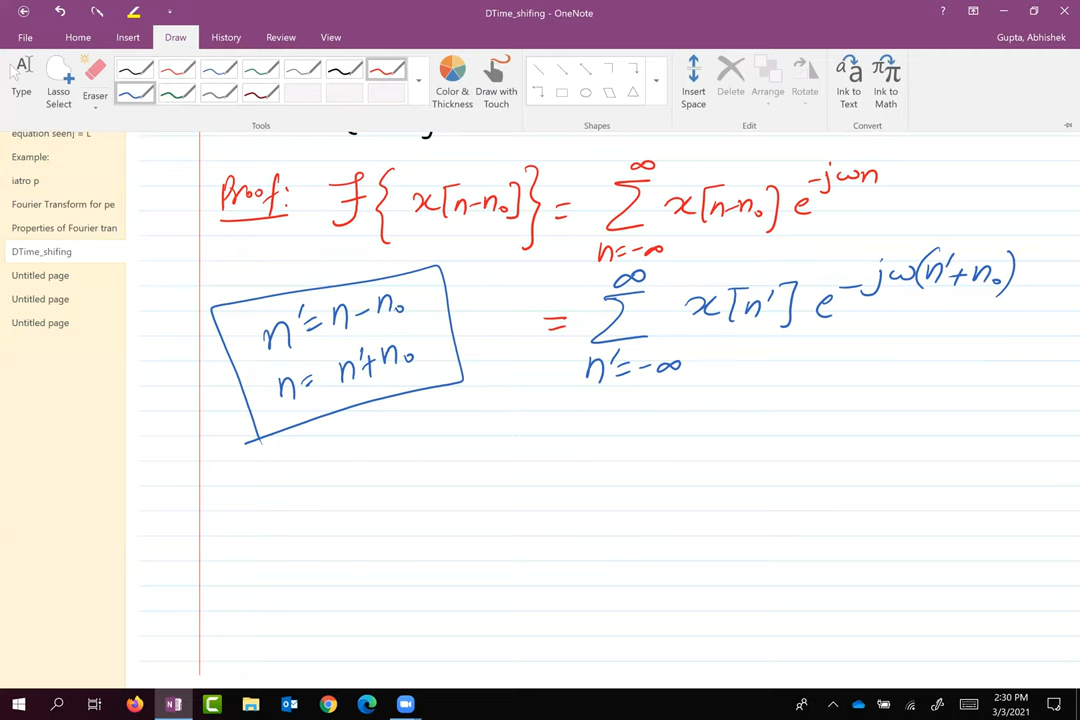 DTime_shifing - OneNote
?
File Home Insert Draw History Review View
Gupta, Abhishek
Type
Lasso Select
Eraser
Color & Thickness
Draw with Touch
Insert Space
Delete
Arrange
Rotate
Ink to Text
Ink to Math
Tools
Shapes
Edit
Convert
equation seen] = L
Example:
iatro p
Fourier Transform for pe
Properties of Fourier tran
DTime_shifing
Untitled page
Untitled page
Untitled page
Proof: F{x[n-n₀]} = ∑_{n=-∞}^{∞} x[n-n₀] e^{-jωn}
= ∑_{n'=-∞}^{∞} x[n'] e^{-jω(n'+n₀)}
n' = n-n₀
n = n'+n₀
2:30 PM
3/3/2021